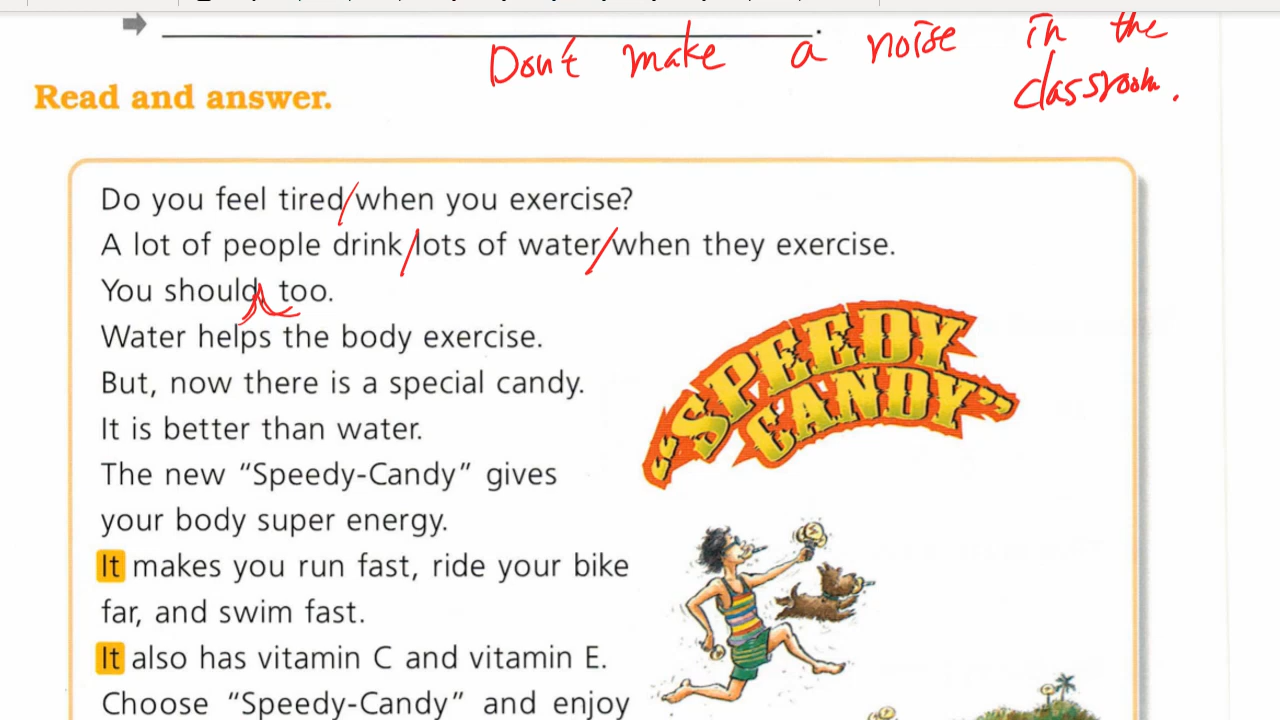 Don't make a noise in the
classroom.
Read and answer.
Do you feel tired/when you exercise?
A lot of people drink/lots of water/when they exercise.
You should too.
Water helps the body exercise.
But, now there is a special candy.
It is better than water.
The new “Speedy-Candy” gives
your body super energy.
It makes you run fast, ride your bike
far, and swim fast.
It also has vitamin C and vitamin E.
Choose “Speedy-Candy” and enjoy
“SPEEDY
CANDY”